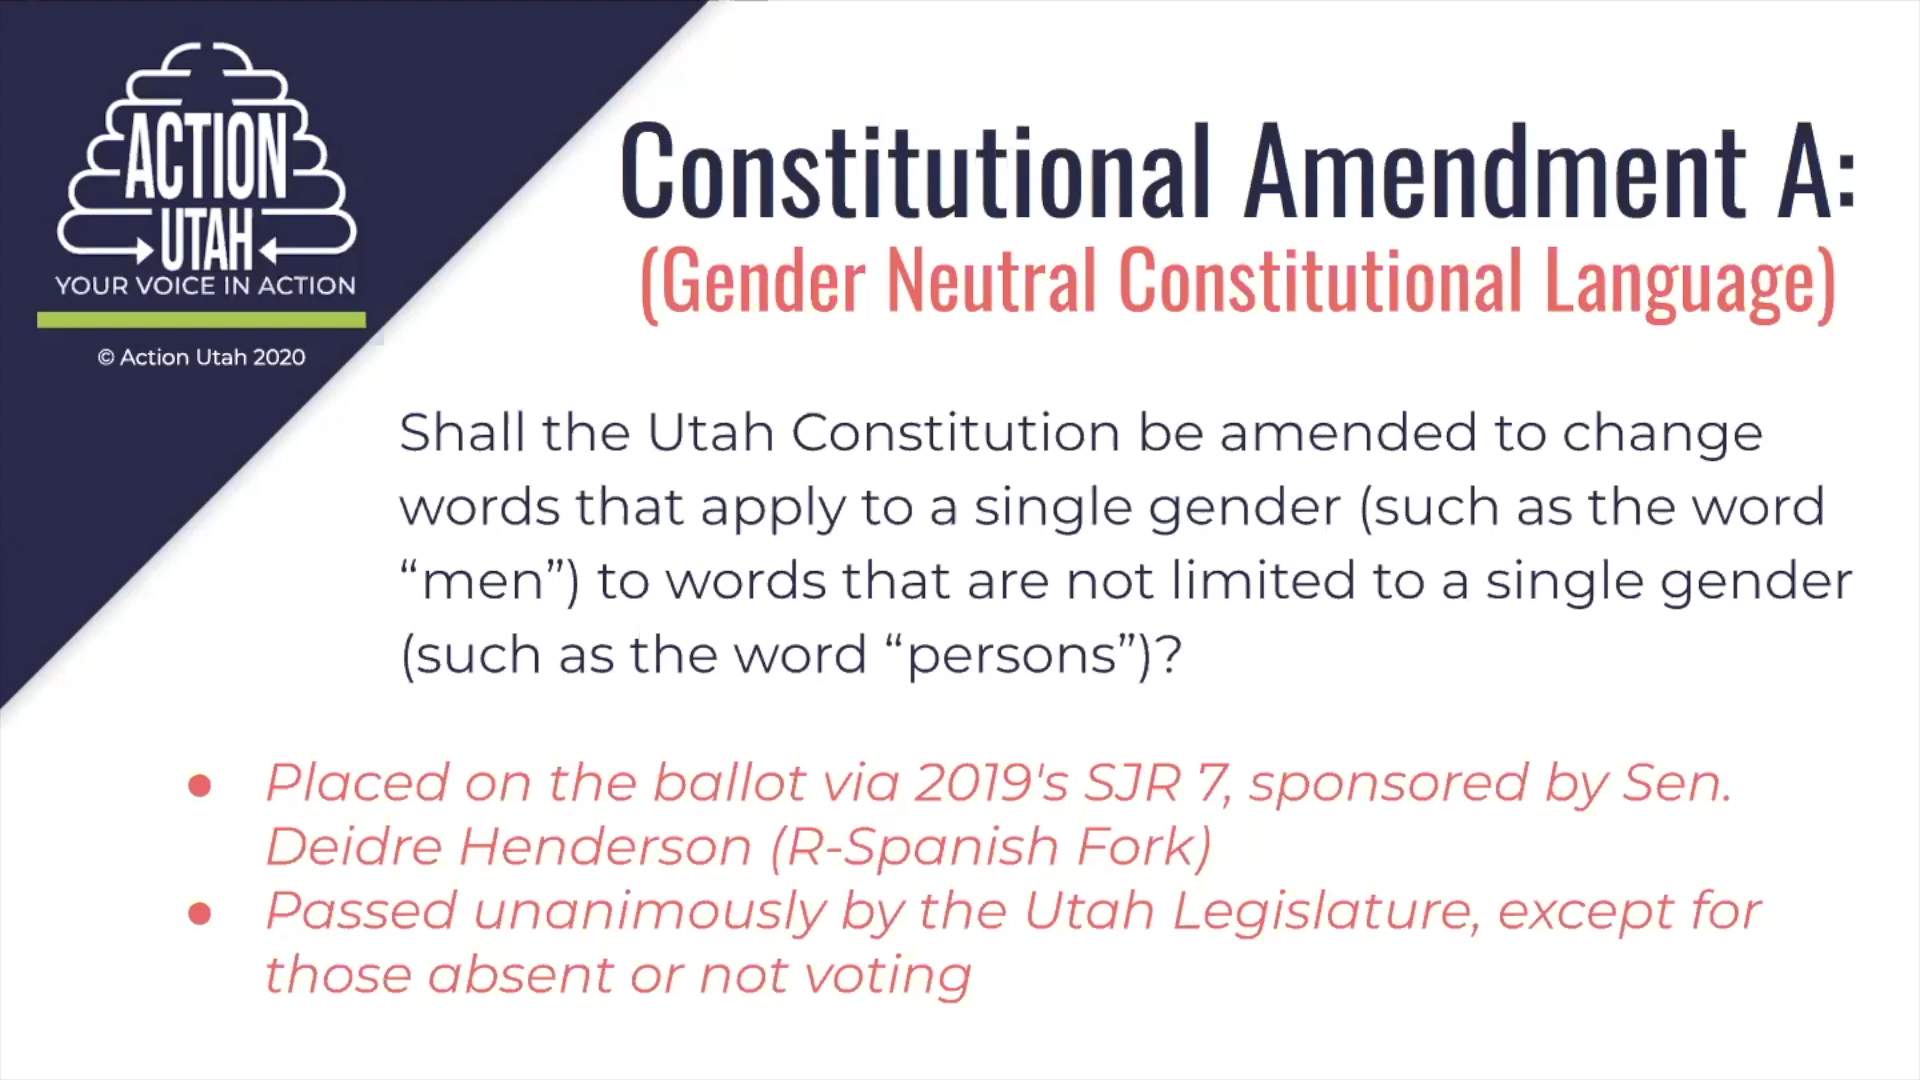 ACTION
UTAH
YOUR VOICE IN ACTION
© Action Utah 2020
Constitutional Amendment A:
(Gender Neutral Constitutional Language)
Shall the Utah Constitution be amended to change
words that apply to a single gender (such as the word
“men”) to words that are not limited to a single gender
(such as the word “persons”)?
● Placed on the ballot via 2019's SJR 7, sponsored by Sen.
Deidre Henderson (R-Spanish Fork)
● Passed unanimously by the Utah Legislature, except for
those absent or not voting